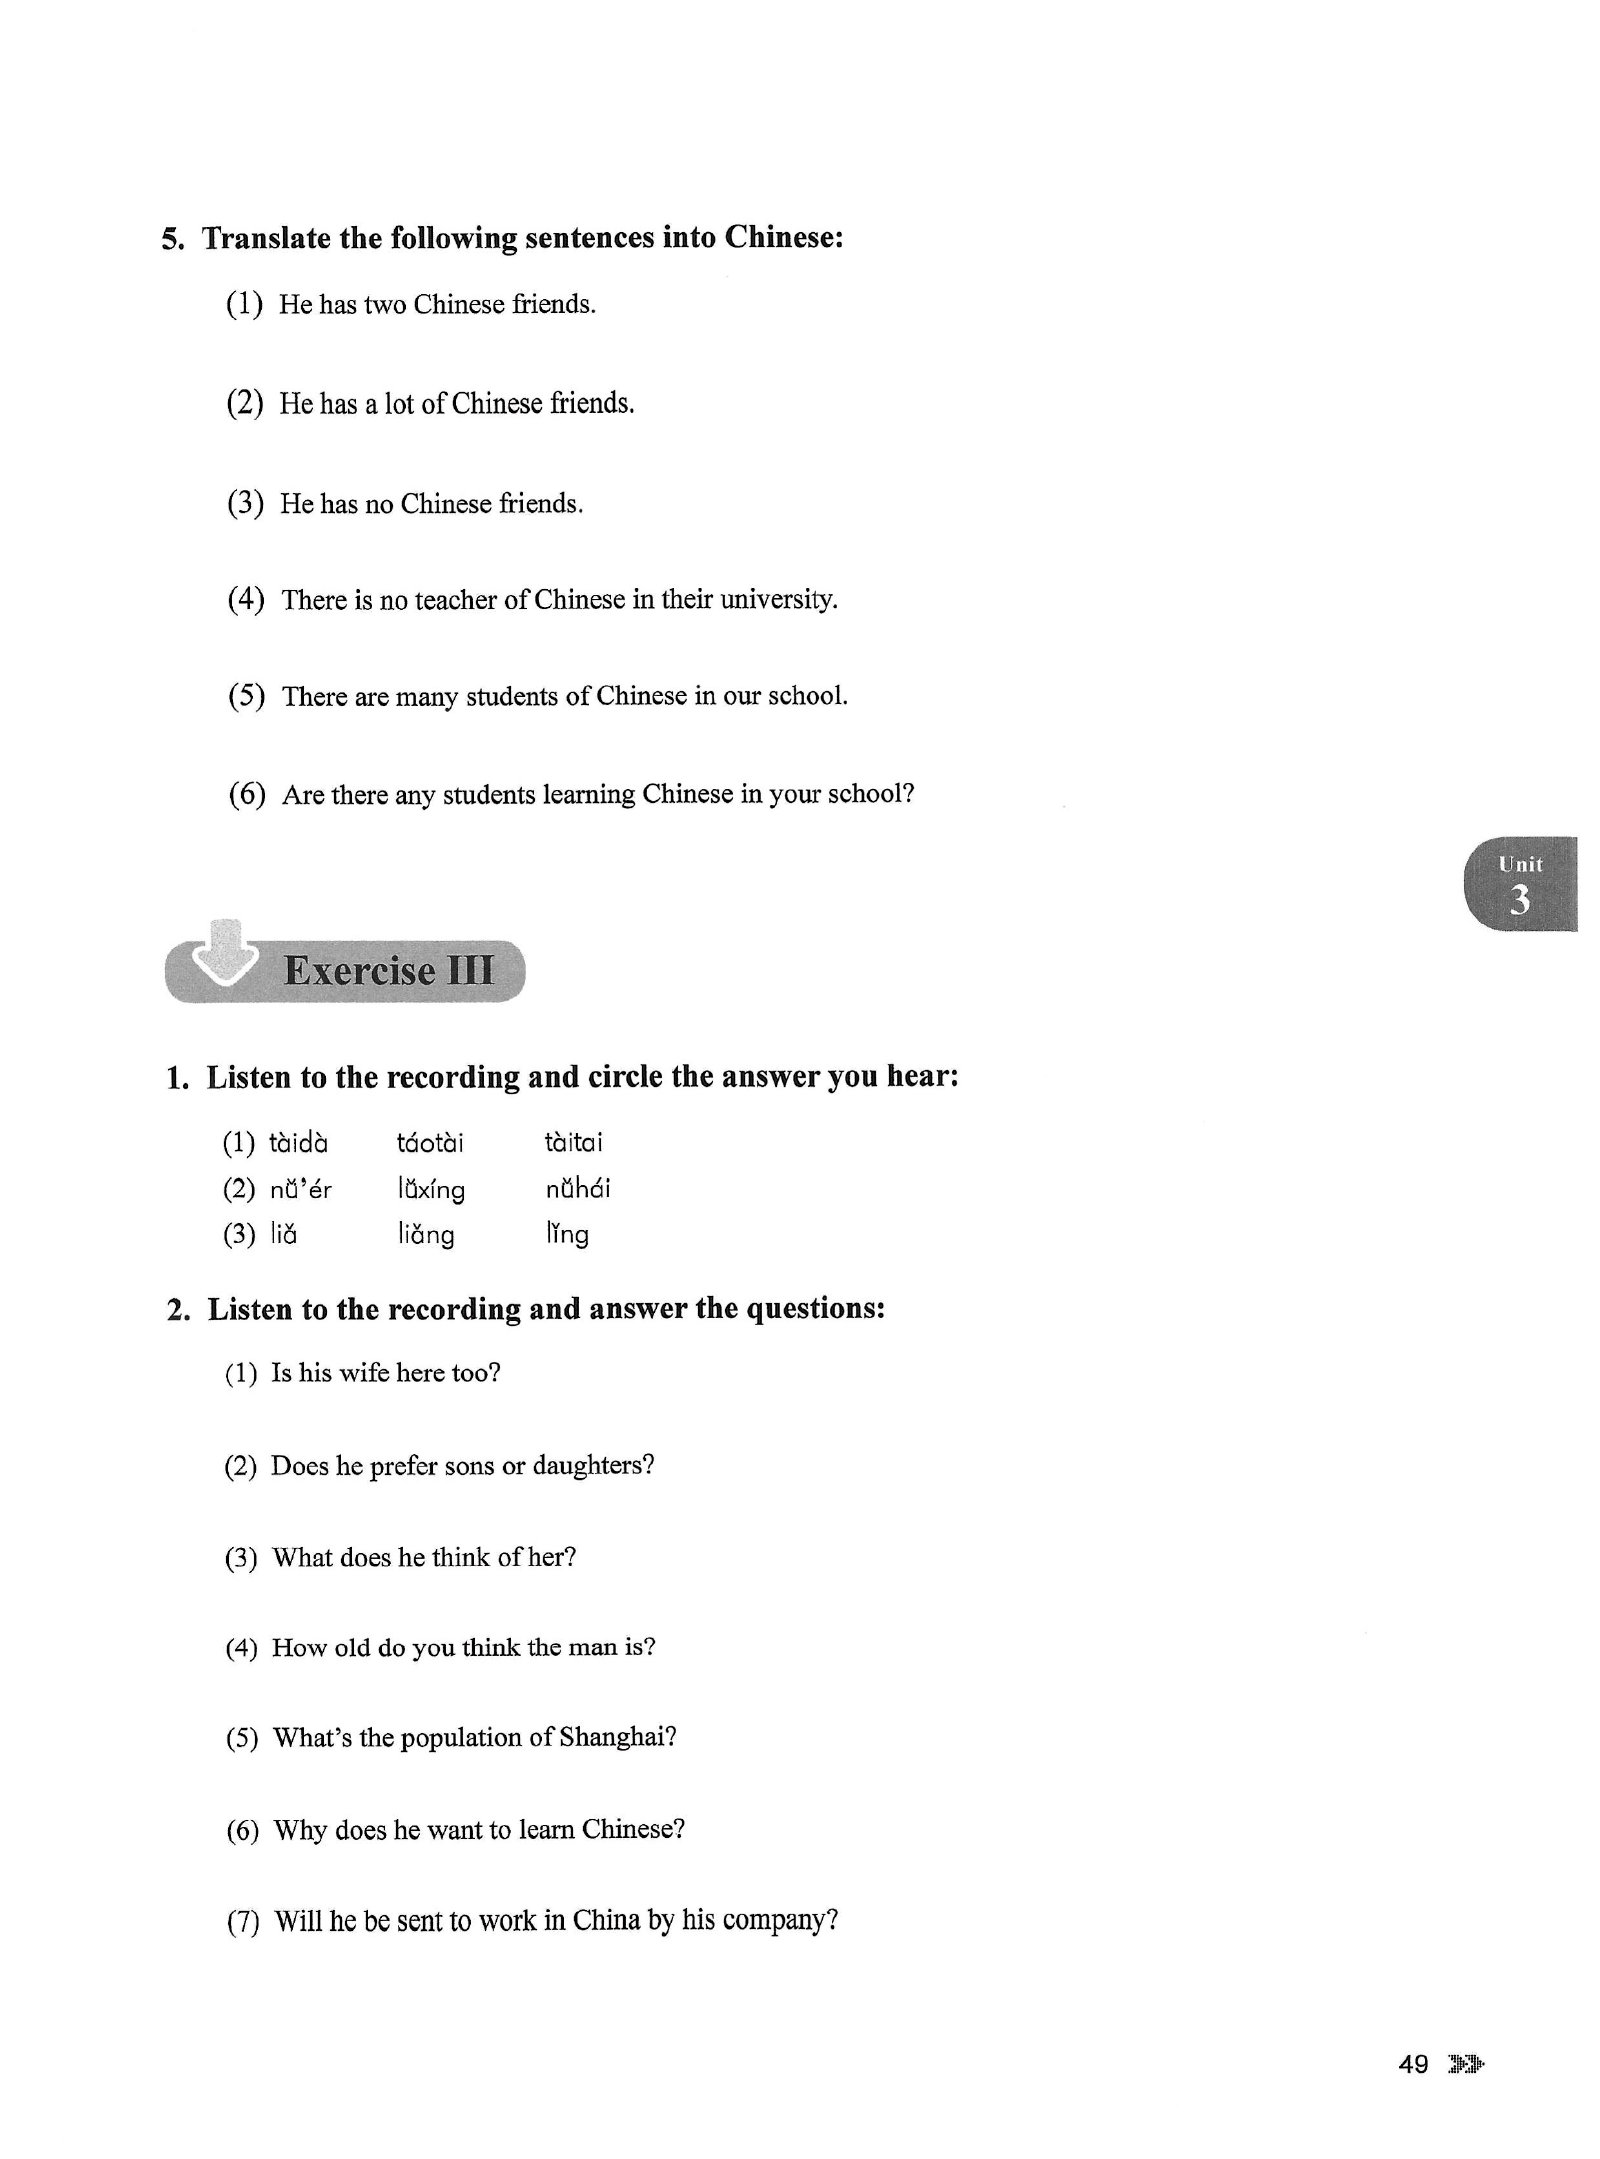 5. Translate the following sentences into Chinese:
(1) He has two Chinese friends.
(2) He has a lot of Chinese friends.
(3) He has no Chinese friends.
(4) There is no teacher of Chinese in their university.
(5) There are many students of Chinese in our school.
(6) Are there any students learning Chinese in your school?
Unit
3
Exercise III
1. Listen to the recording and circle the answer you hear:
(1) tàidà táotài tàitai
(2) nǚ'ér lǚxíng nǚhái
(3) liǎ liǎng lǐng
2. Listen to the recording and answer the questions:
(1) Is his wife here too?
(2) Does he prefer sons or daughters?
(3) What does he think of her?
(4) How old do you think the man is?
(5) What's the population of Shanghai?
(6) Why does he want to learn Chinese?
(7) Will he be sent to work in China by his company?
49